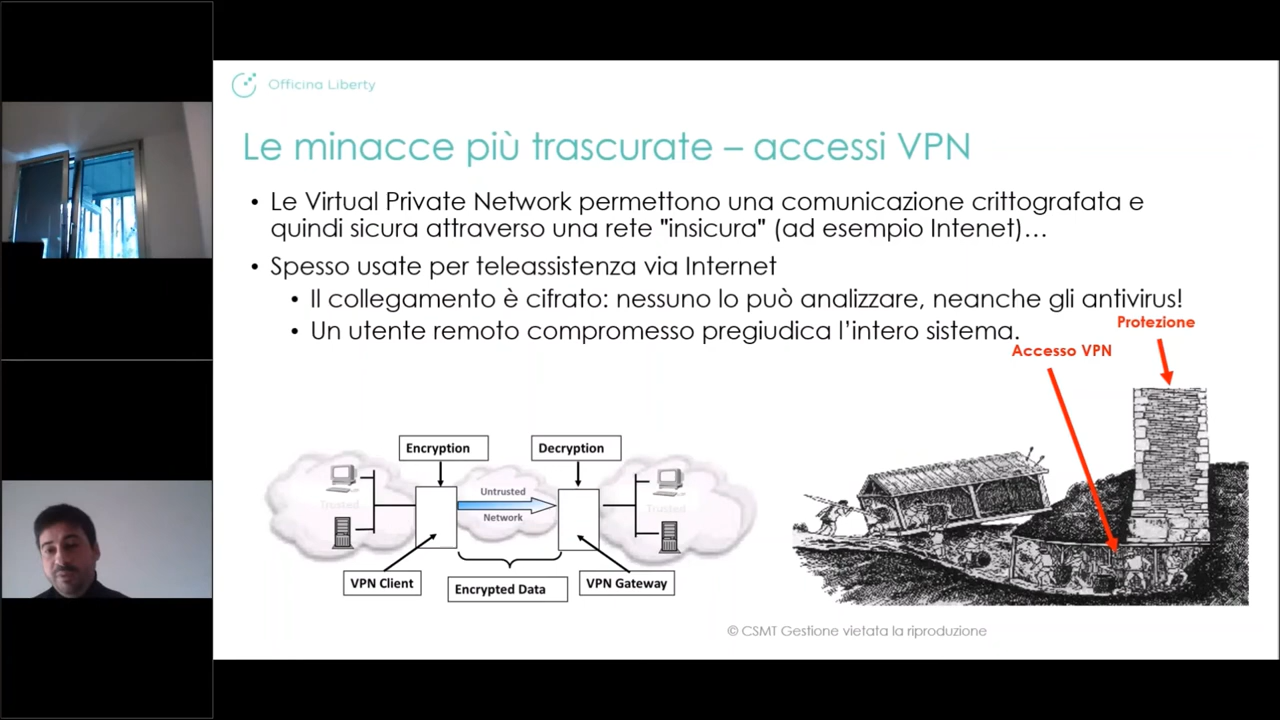 Officina Liberty
Le minacce più trascurate – accessi VPN
• Le Virtual Private Network permettono una comunicazione crittografata e
quindi sicura attraverso una rete "insicura" (ad esempio Intenet)…
• Spesso usate per teleassistenza via Internet
• Il collegamento è cifrato: nessuno lo può analizzare, neanche gli antivirus!
• Un utente remoto compromesso pregiudica l’intero sistema.
Protezione
Accesso VPN
Encryption
Decryption
Trusted
Untrusted
Network
Trusted
VPN Client
Encrypted Data
VPN Gateway
© CSMT Gestione vietata la riproduzione